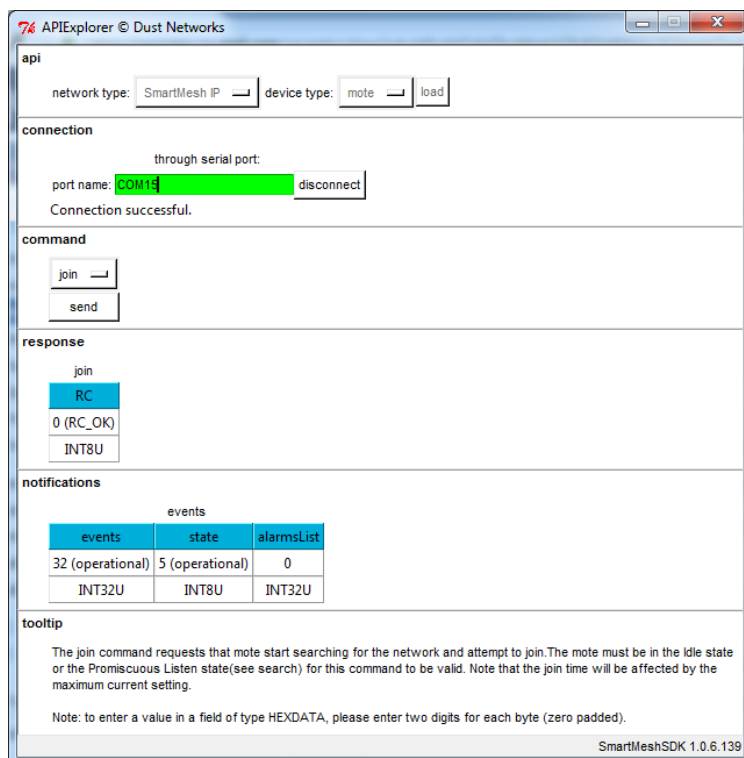 APIExplorer © Dust Networks
api
network type: SmartMesh IP device type: mote load
connection
through serial port:
port name: COM15 disconnect
Connection successful.
command
join
send
response
join
RC
0 (RC_OK)
INT8U
notifications
events
events state alarmsList
32 (operational) 5 (operational) 0
INT32U INT8U INT32U
tooltip
The join command requests that mote start searching for the network and attempt to join.The mote must be in the Idle state
or the Promiscuous Listen state(see search) for this command to be valid. Note that the join time will be affected by the
maximum current setting.
Note: to enter a value in a field of type HEXDATA, please enter two digits for each byte (zero padded).
SmartMeshSDK 1.0.6.139